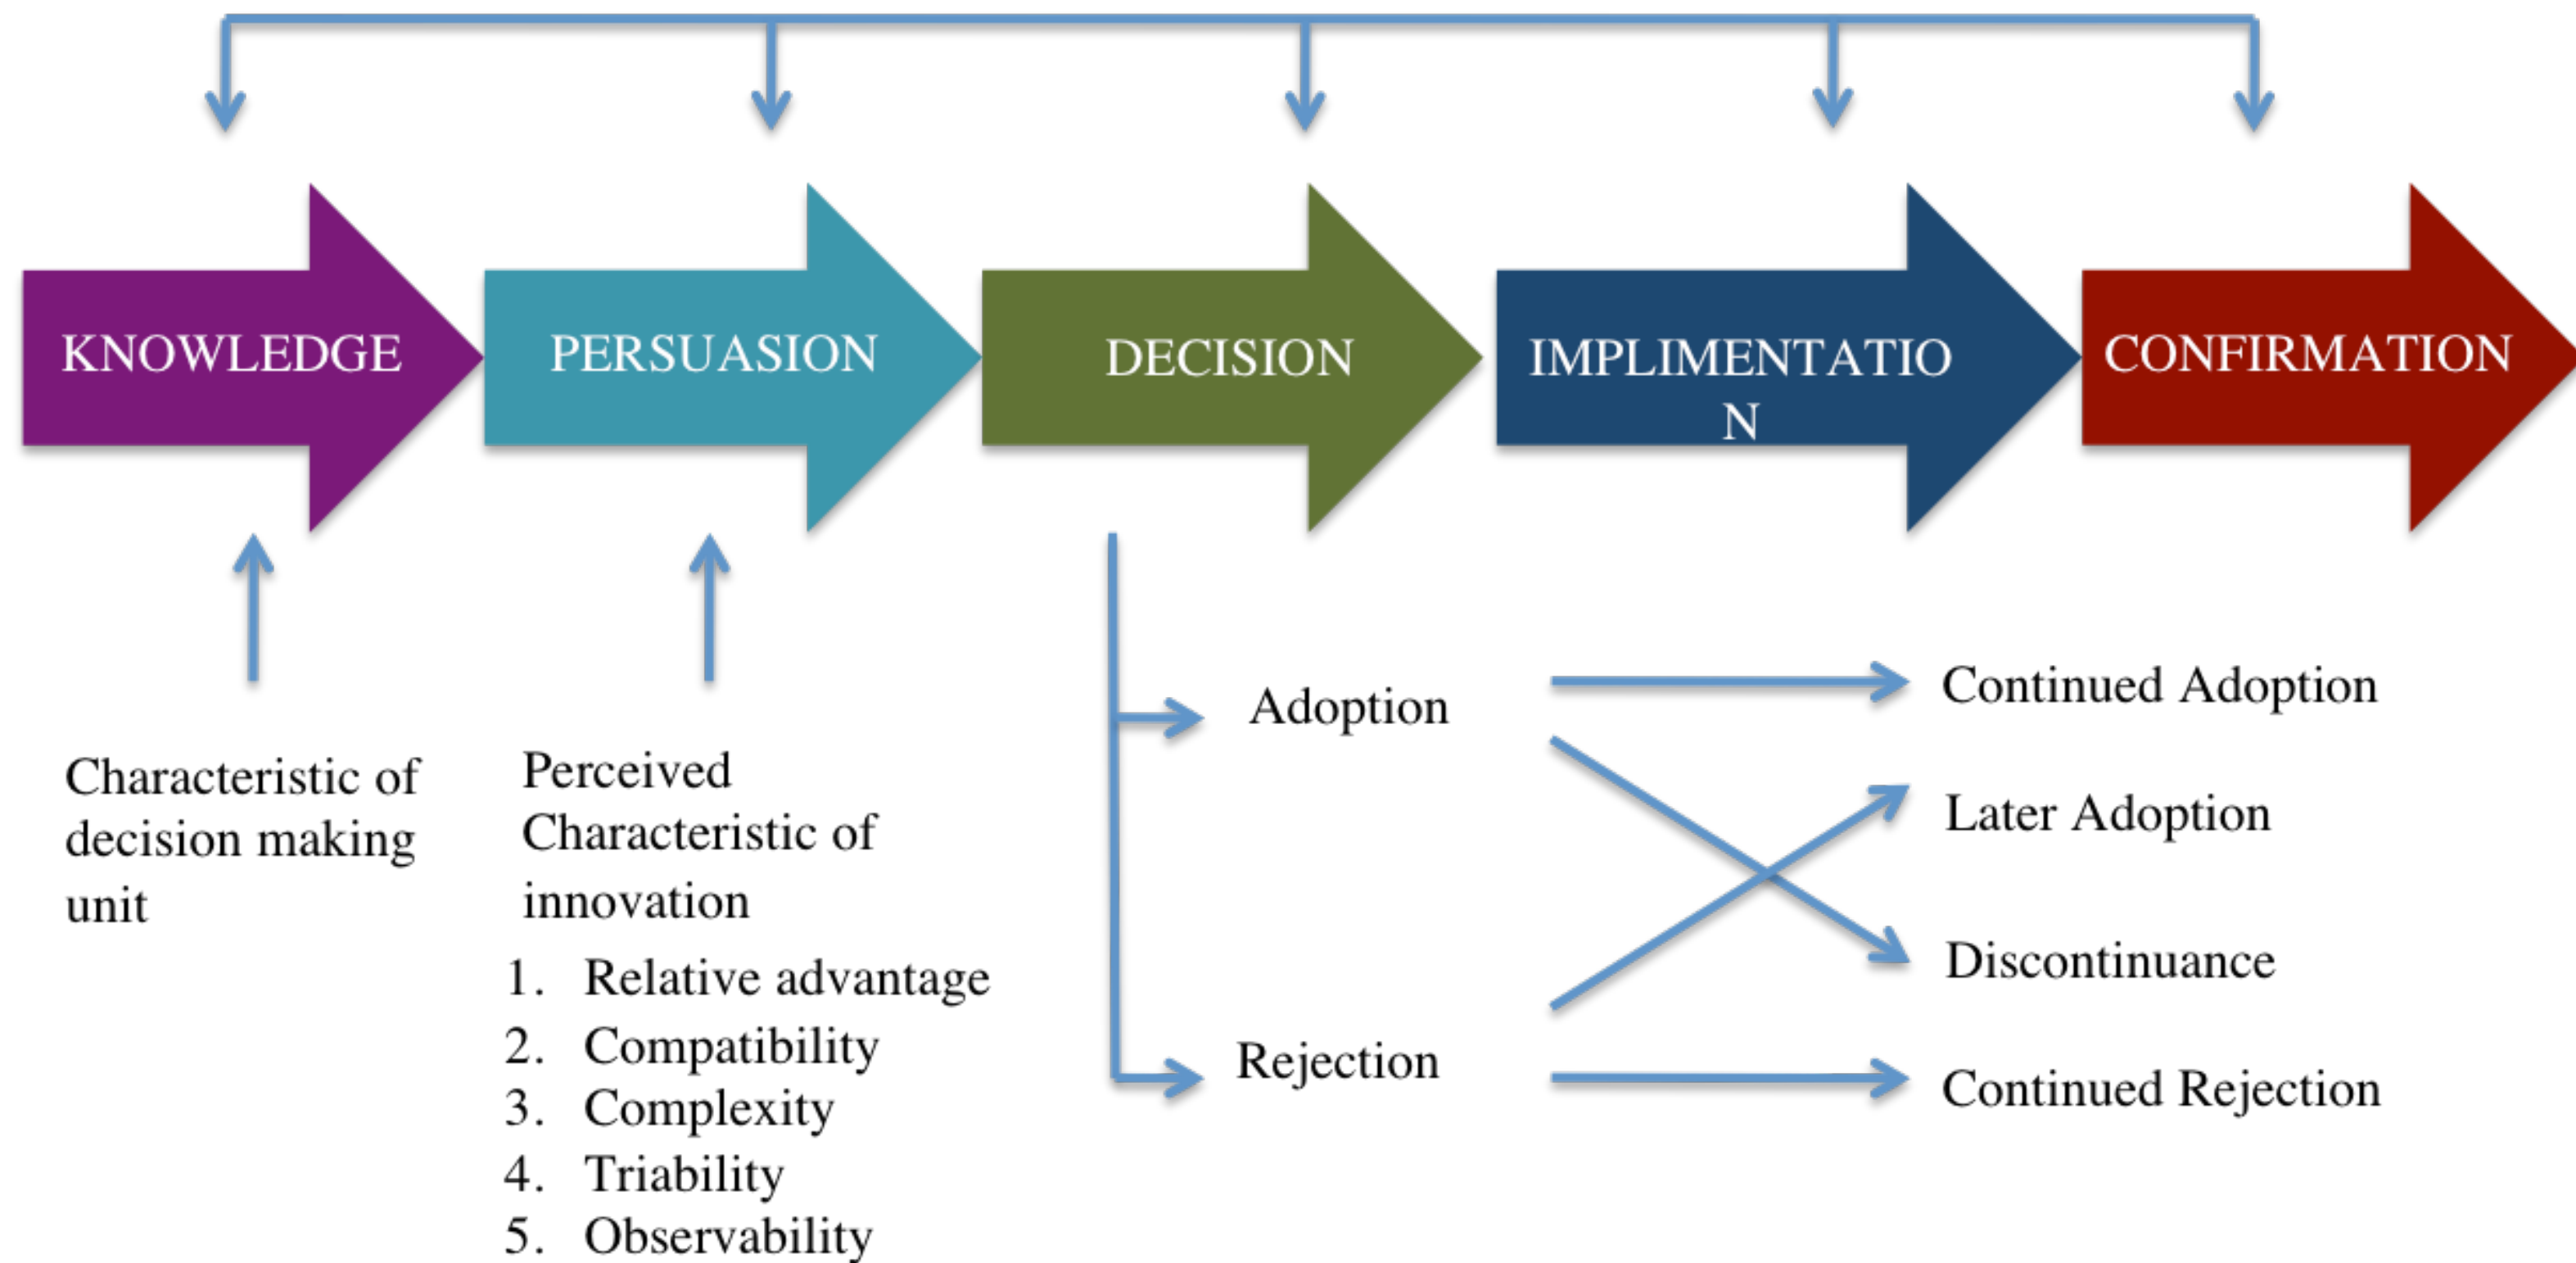 KNOWLEDGE
PERSUASION
DECISION
IMPLIMENTATIO
N
CONFIRMATION
Characteristic of
decision making
unit
Perceived
Characteristic of
innovation
1. Relative advantage
2. Compatibility
3. Complexity
4. Triability
5. Observability
Adoption
Rejection
Continued Adoption
Later Adoption
Discontinuance
Continued Rejection